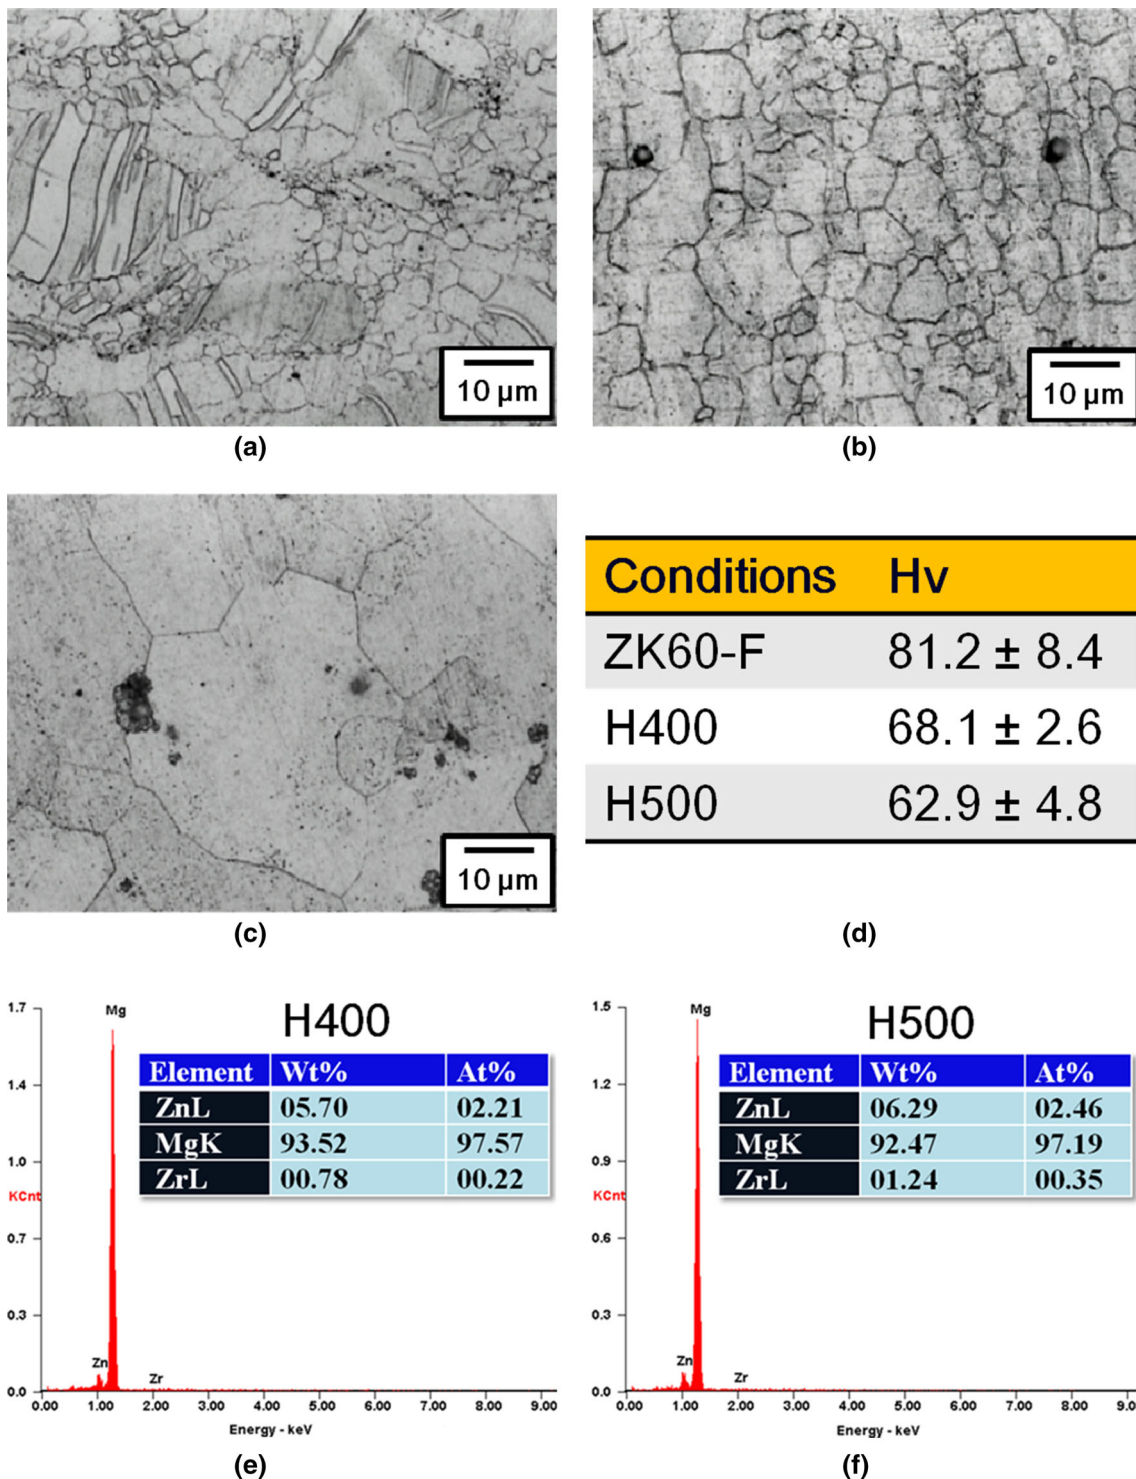 10 µm
(a)
10 µm
(b)
10 µm
(c)
Conditions Hv
ZK60-F 81.2 ± 8.4
H400 68.1 ± 2.6
H500 62.9 ± 4.8
(d)
H400
Element Wt% At%
ZnL 05.70 02.21
MgK 93.52 97.57
ZrL 00.78 00.22
Mg
1.7
1.4
1.0
KCnt
0.7
0.3
0.0
Zn
Zr
0.00 1.00 2.00 3.00 4.00 5.00 6.00 7.00 8.00 9.00
Energy - keV
(e)
H500
Element Wt% At%
ZnL 06.29 02.46
MgK 92.47 97.19
ZrL 01.24 00.35
Mg
1.5
1.2
0.9
KCnt
0.6
0.3
0.0
Zn
Zr
0.00 1.00 2.00 3.00 4.00 5.00 6.00 7.00 8.00 9.0
Energy - keV
(f)